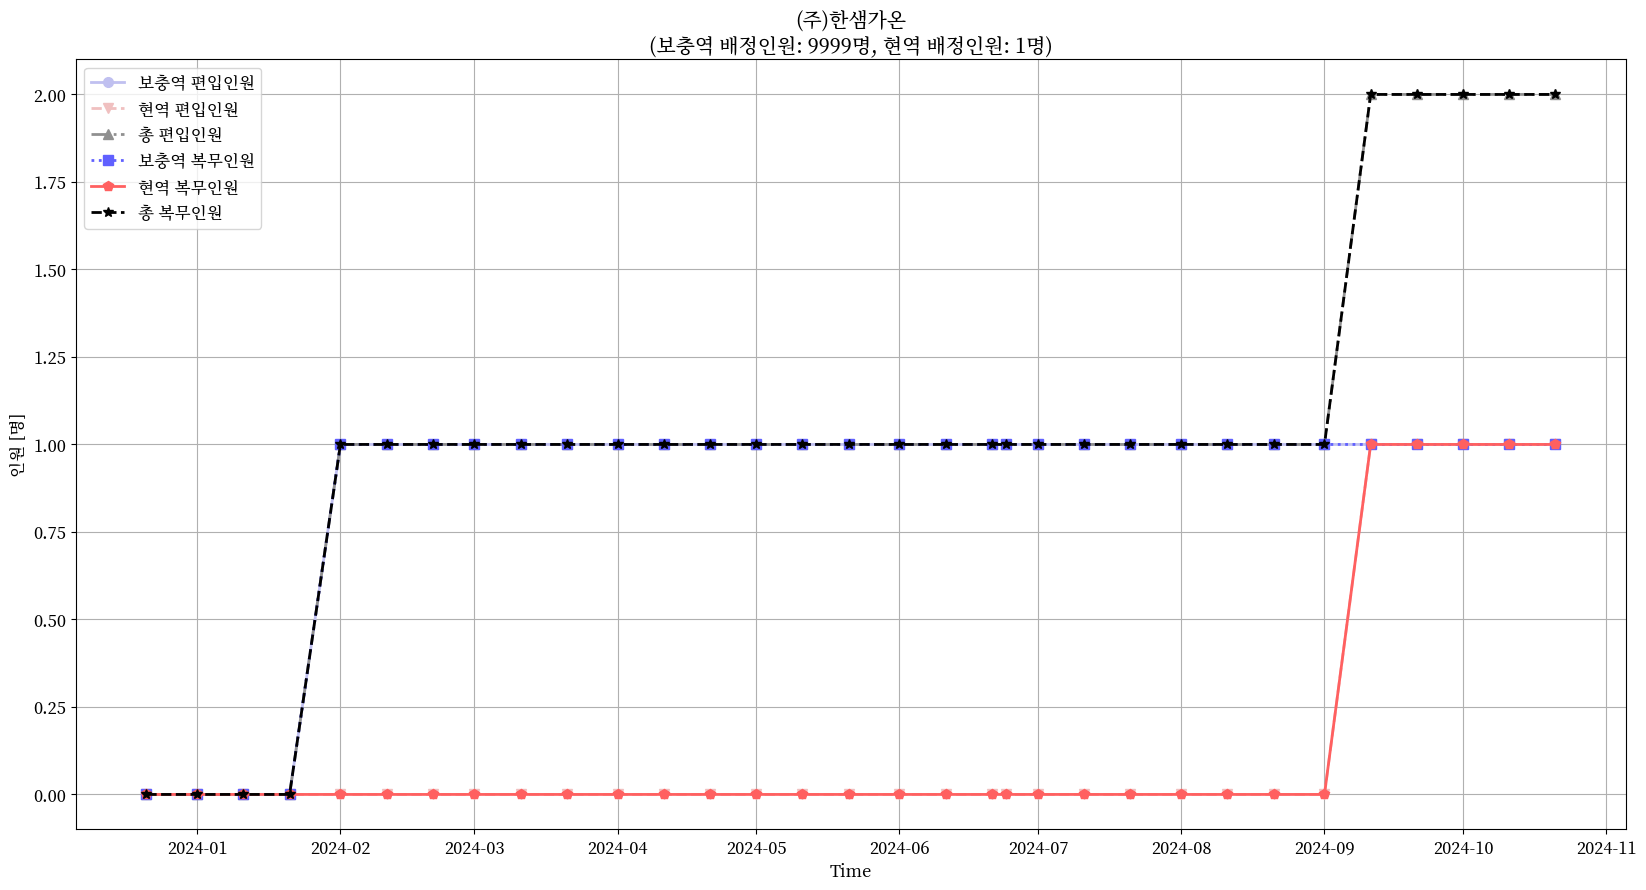 (주)한샘가온
(보충역 배정인원: 9999명, 현역 배정인원: 1명)
보충역 편입인원
현역 편입인원
총 편입인원
보충역 복무인원
현역 복무인원
총 복무인원
2.00
1.75
1.50
1.25
1.00
0.75
0.50
0.25
0.00
인원 [명]
2024-01 2024-02 2024-03 2024-04 2024-05 2024-06 2024-07 2024-08 2024-09 2024-10 2024-11
Time